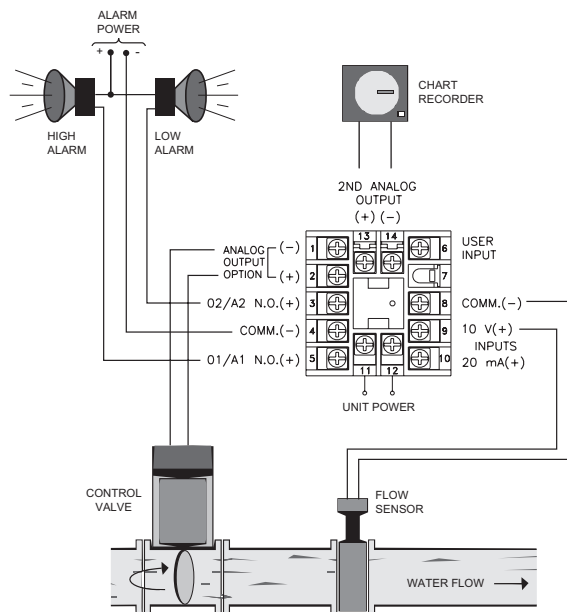 ALARM
POWER
+ -
HIGH
ALARM
LOW
ALARM
CHART
RECORDER
2ND ANALOG
OUTPUT
(+) (-)
13 14
ANALOG
OUTPUT
OPTION
(-)
(+)
1
2
3
4
5
6
7
8
9
10
11 12
02/A2 N.O.(+)
COMM.(-)
01/A1 N.O.(+)
USER
INPUT
COMM.(-)
10 V(+)
INPUTS
20 mA(+)
UNIT POWER
CONTROL
VALVE
FLOW
SENSOR
WATER FLOW